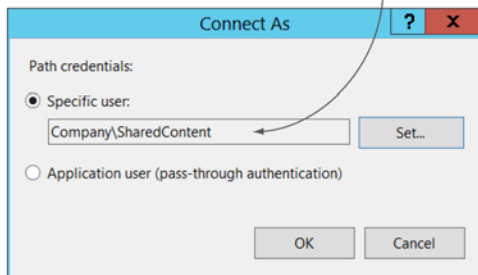 Connect As
?
x
Path credentials:
Specific user:
Company\SharedContent
Set...
Application user (pass-through authentication)
OK
Cancel